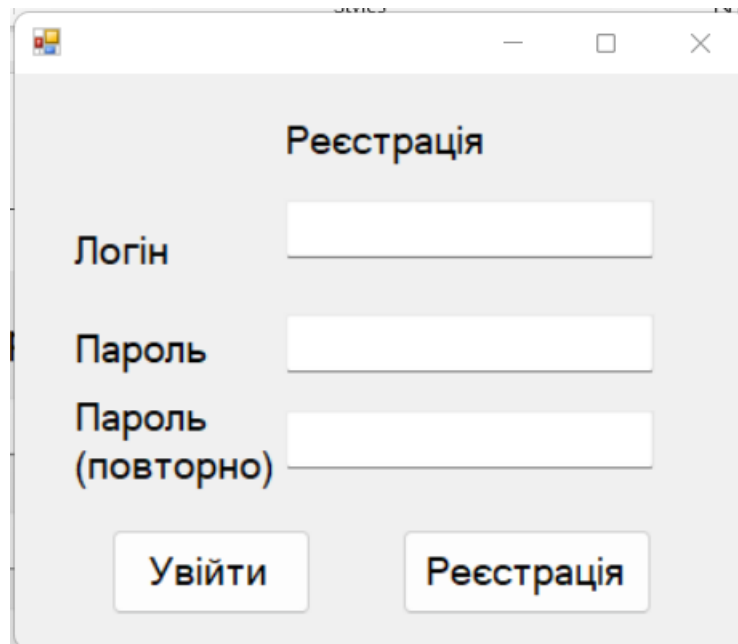 Реєстрація
Логін
Пароль
Пароль
(повторно)
Увійти
Реєстрація